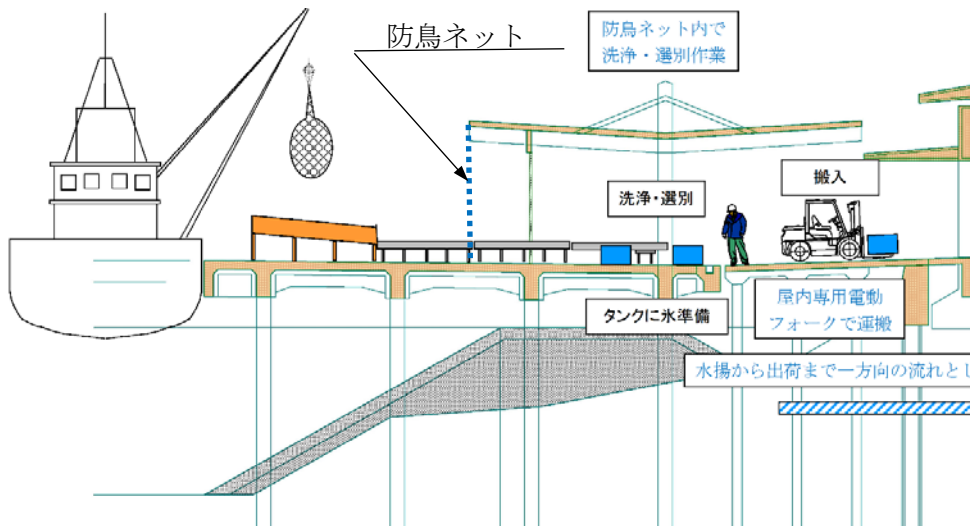 防鳥ネット
防鳥ネット内で
洗浄・選別作業
洗浄・選別
搬入
タンクに氷準備
屋内専用電動
フォークで運搬
水揚から出荷まで一方向の流れとし